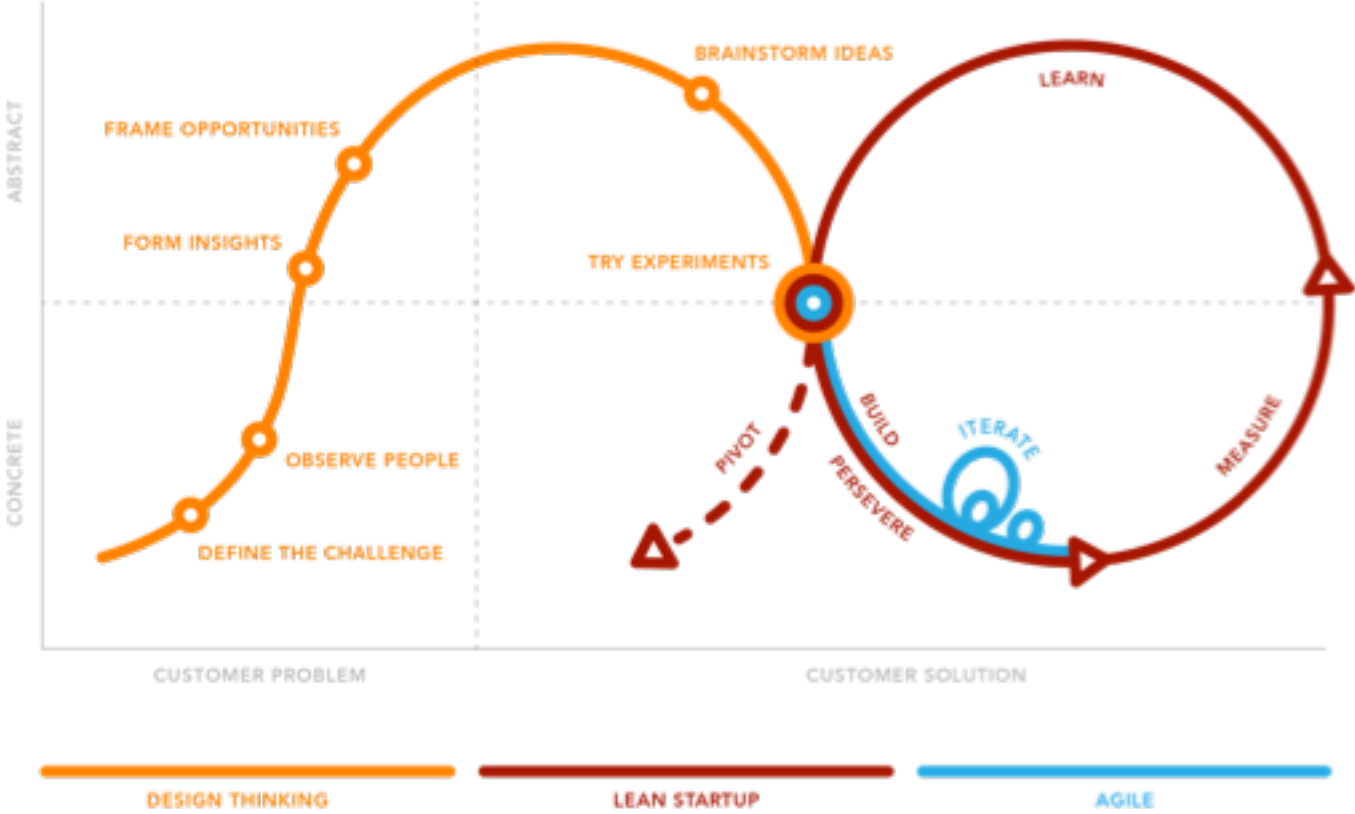 BRAINSTORM IDEAS
LEARN
FRAME OPPORTUNITIES
ABSTRACT
FORM INSIGHTS
TRY EXPERIMENTS
BUILD
ITERATE
MEASURE
PIVOT
PERSEVERE
OBSERVE PEOPLE
CONCRETE
DEFINE THE CHALLENGE
CUSTOMER PROBLEM
CUSTOMER SOLUTION
DESIGN THINKING
LEAN STARTUP
AGILE